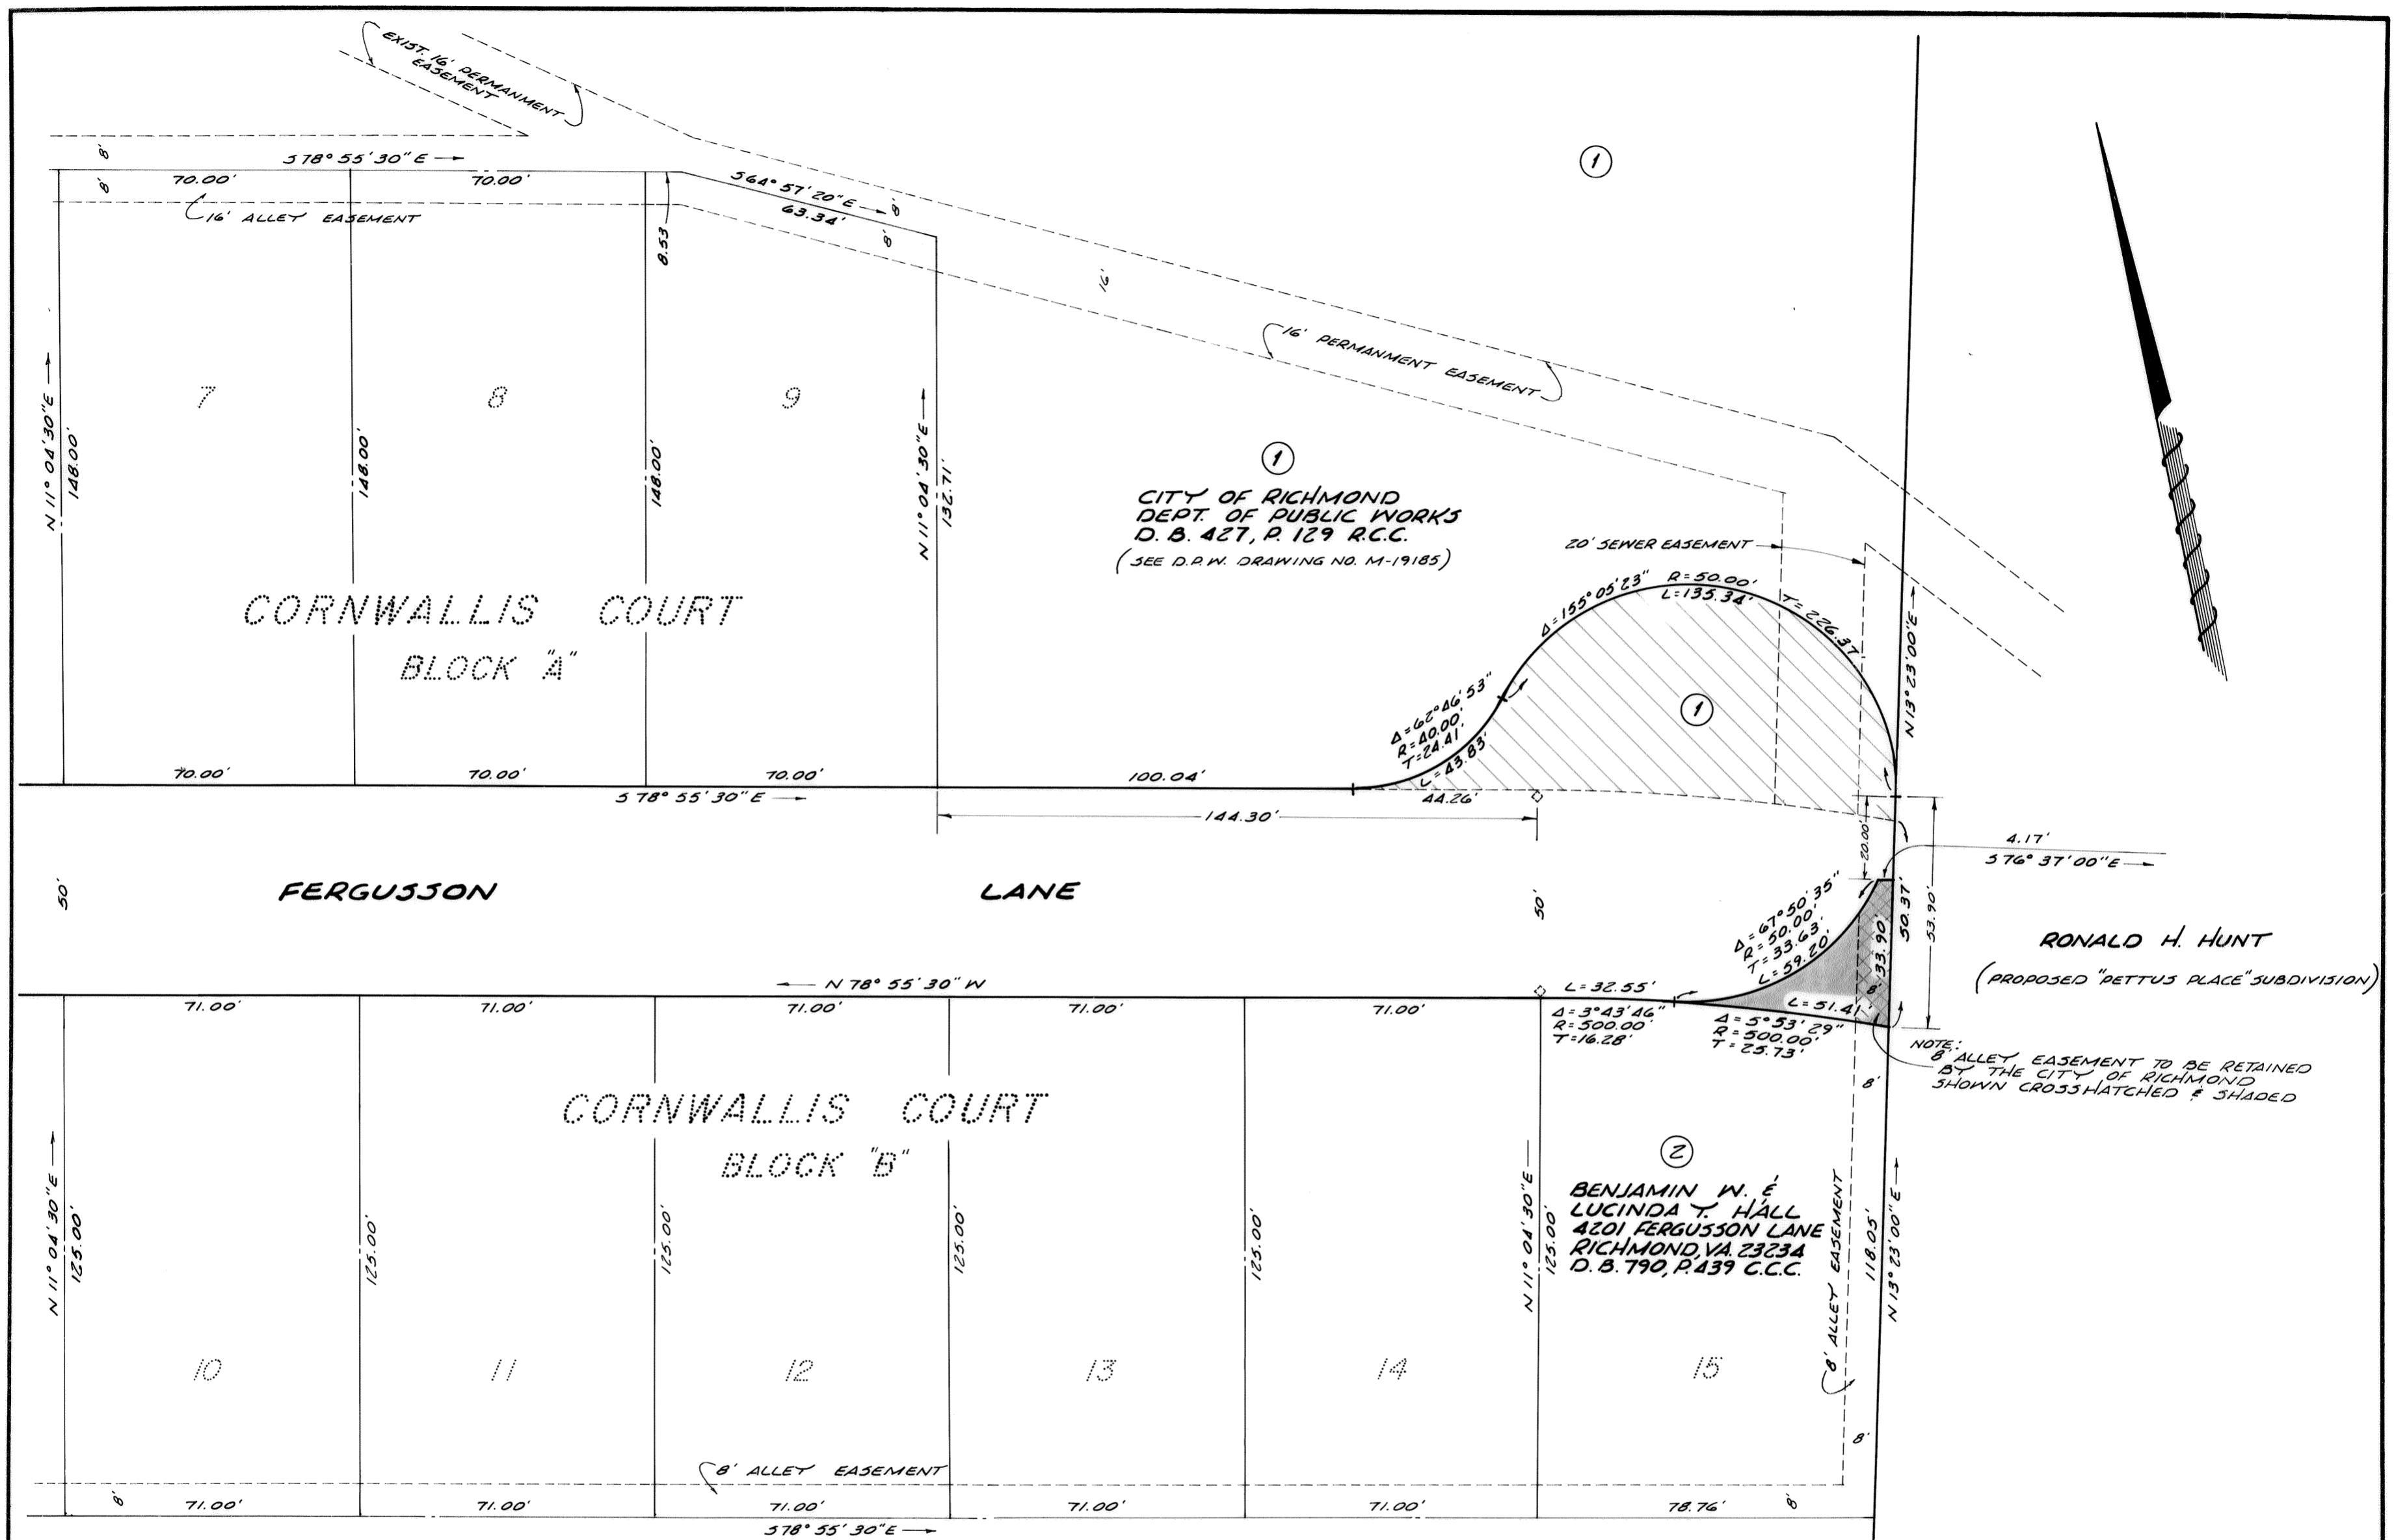 EXIST. 16' PERMANMENT
EASEMENT
8'
S 78° 55' 30" E
8'
70.00'
70.00'
16' ALLEY EASEMENT
S 64° 57' 20" E
63.34'
8'
8'
8.53
16'
16' PERMANMENT EASEMENT
1
N 11° 04' 30" E
148.00'
7
148.00'
8
148.00'
9
N 11° 04' 30" E
132.71'
1
CITY OF RICHMOND
DEPT. OF PUBLIC WORKS
D. B. 427, P. 129 R.C.C.
(SEE D.P.W. DRAWING NO. M-19185)
20' SEWER EASEMENT
CORNWALLIS COURT
BLOCK "A"
Δ=155° 05' 23"
R=50.00'
L=135.34'
T=226.37'
N 13° 23' 00" E
Δ=62° 46' 53"
R=40.00'
T=24.41'
L=43.83'
1
70.00'
70.00'
70.00'
100.04'
S 78° 55' 30" E
44.26'
144.30'
20.00'
4.17'
S 76° 37' 00" E
50'
FERGUSSON LANE
50'
Δ=67° 50' 35"
R=50.00'
T=33.63'
L=59.20'
33.90'
50.37'
53.90'
8'
RONALD H. HUNT
(PROPOSED "PETTUS PLACE" SUBDIVISION)
N 78° 55' 30" W
71.00'
71.00'
71.00'
71.00'
71.00'
L=32.55'
Δ=3° 43' 46"
R=500.00'
T=16.28'
L=51.41'
Δ=5° 53' 29"
R=500.00'
T=25.73'
NOTE:
8' ALLEY EASEMENT TO BE RETAINED
BY THE CITY OF RICHMOND
SHOWN CROSSHATCHED & SHADED
8'
CORNWALLIS COURT
BLOCK "B"
N 11° 04' 30" E
125.00'
125.00'
125.00'
125.00'
125.00'
N 11° 04' 30" E
125.00'
2
BENJAMIN W. &
LUCINDA T. HALL
4201 FERGUSSON LANE
RICHMOND, VA. 23234
D. B. 790, P. 439 C.C.C.
8' ALLEY EASEMENT
118.05'
N 13° 23' 00" E
10
11
12
13
14
15
8'
8' ALLEY EASEMENT
8'
71.00'
71.00'
71.00'
71.00'
71.00'
78.76'
8'
S 78° 55' 30" E